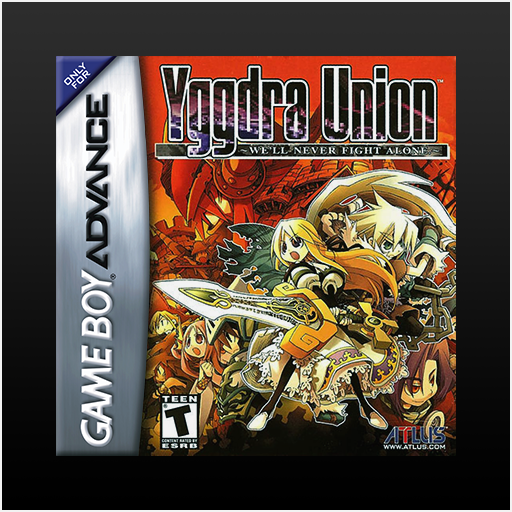 ONLY
FOR
GAME BOY ADVANCE
Yggdra Union™
~WE'LL NEVER FIGHT ALONE~
TEEN
T
CONTENT RATED BY
ESRB
ATLUS
WWW.ATLUS.COM